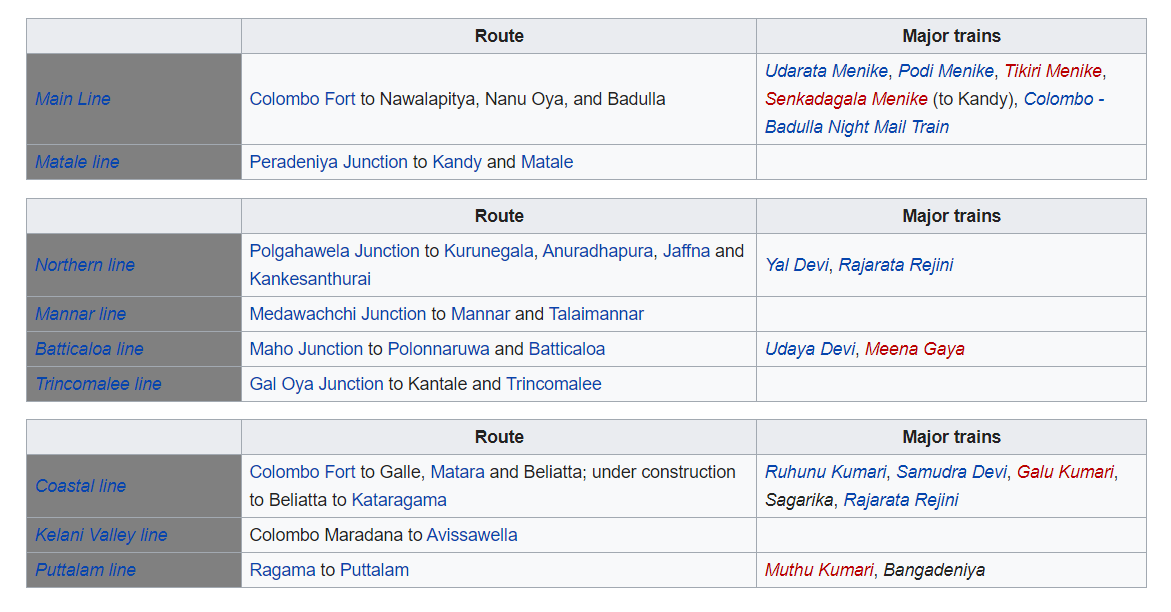 Route Major trains
Main Line Colombo Fort to Nawalapitya, Nanu Oya, and Badulla Udarata Menike, Podi Menike, Tikiri Menike,
Senkadagala Menike (to Kandy), Colombo -
Badulla Night Mail Train
Matale line Peradeniya Junction to Kandy and Matale
Route Major trains
Northern line Polgahawela Junction to Kurunegala, Anuradhapura, Jaffna and
Kankesanthurai Yal Devi, Rajarata Rejini
Mannar line Medawachchi Junction to Mannar and Talaimannar
Batticaloa line Maho Junction to Polonnaruwa and Batticaloa Udaya Devi, Meena Gaya
Trincomalee line Gal Oya Junction to Kantale and Trincomalee
Route Major trains
Coastal line Colombo Fort to Galle, Matara and Beliatta; under construction
to Beliatta to Kataragama Ruhunu Kumari, Samudra Devi, Galu Kumari,
Sagarika, Rajarata Rejini
Kelani Valley line Colombo Maradana to Avissawella
Puttalam line Ragama to Puttalam Muthu Kumari, Bangadeniya